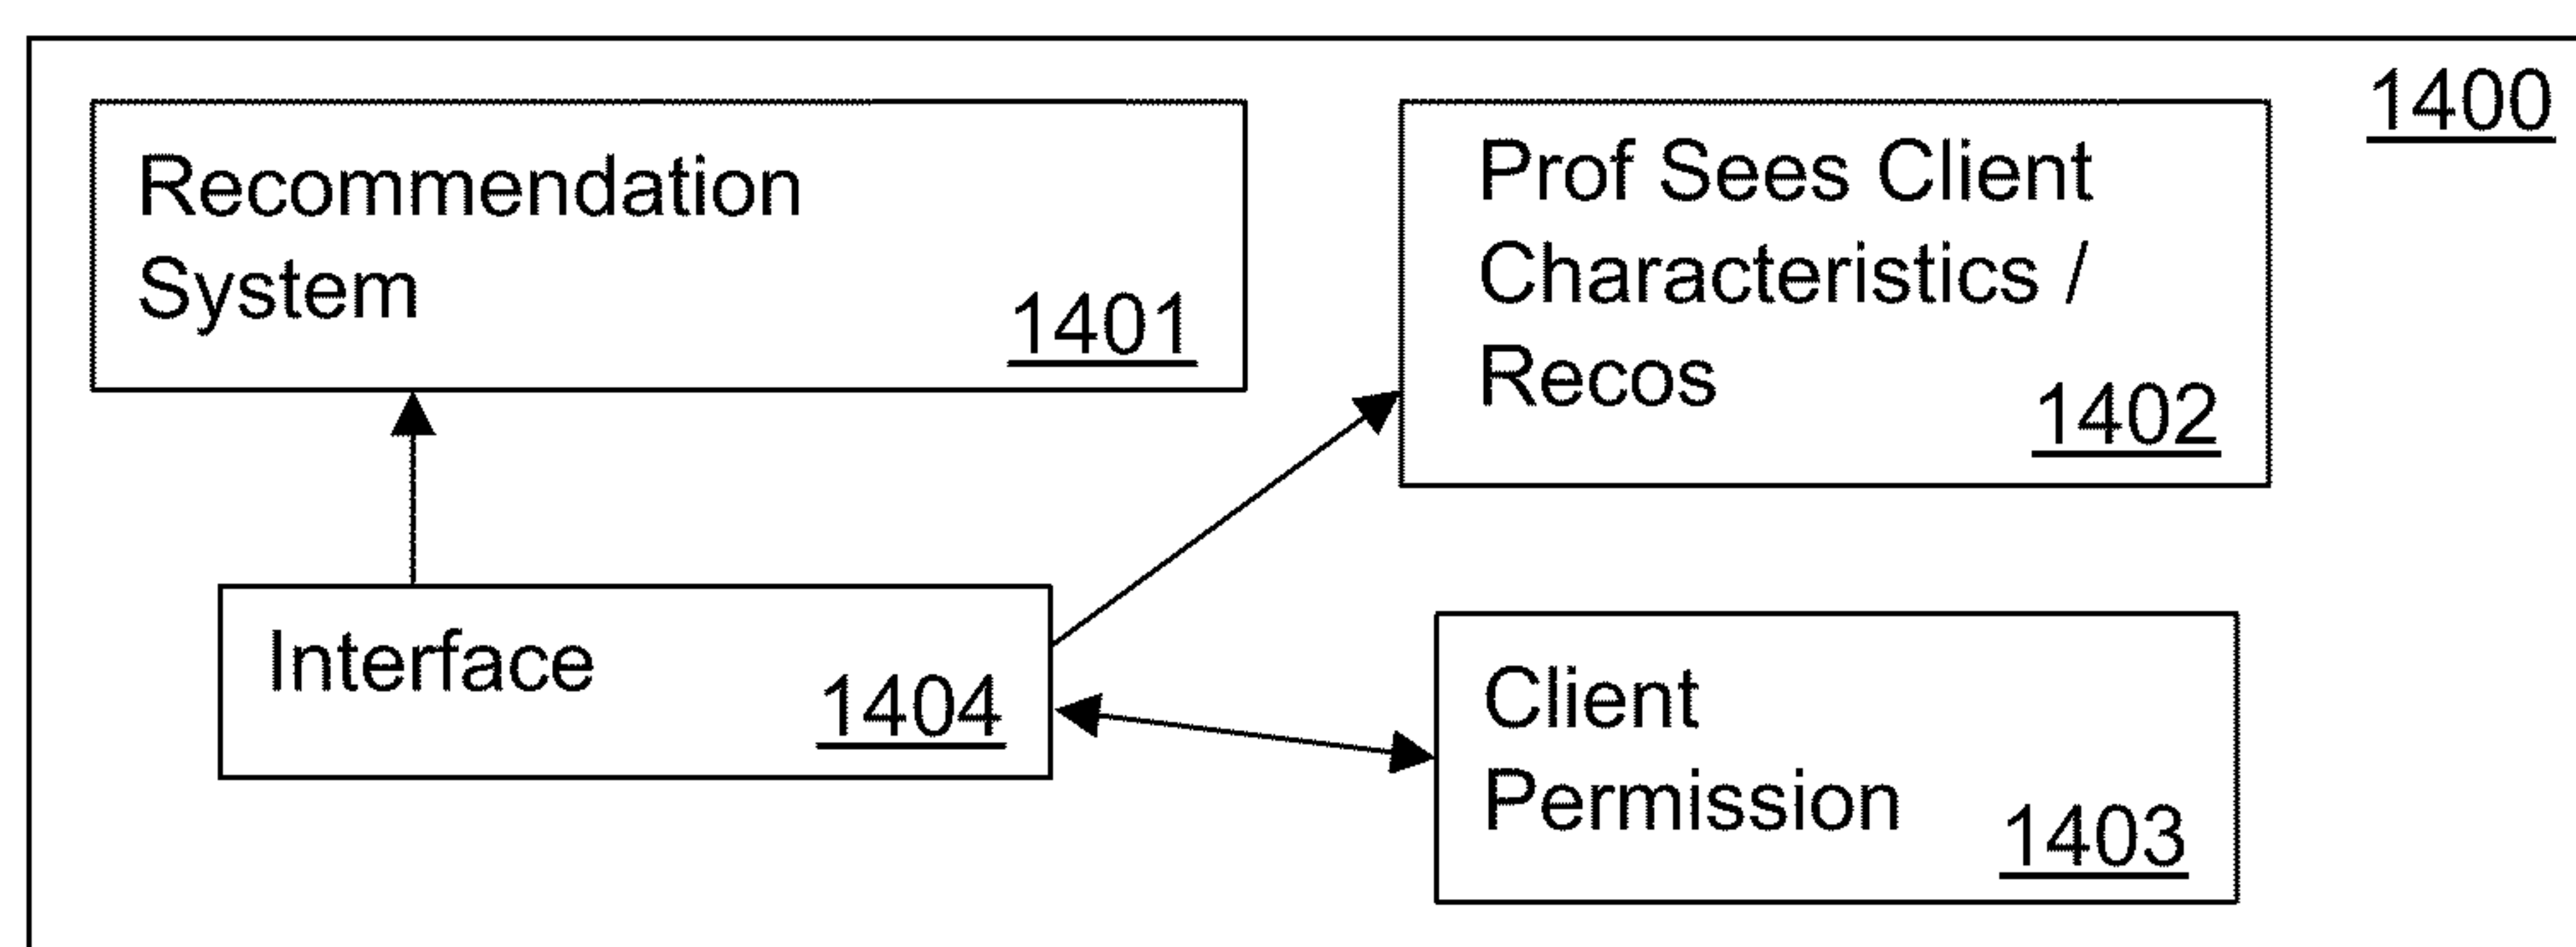 1400
Recommendation
System
1401
Prof Sees Client
Characteristics /
Recos
1402
Interface
1404
Client
Permission
1403